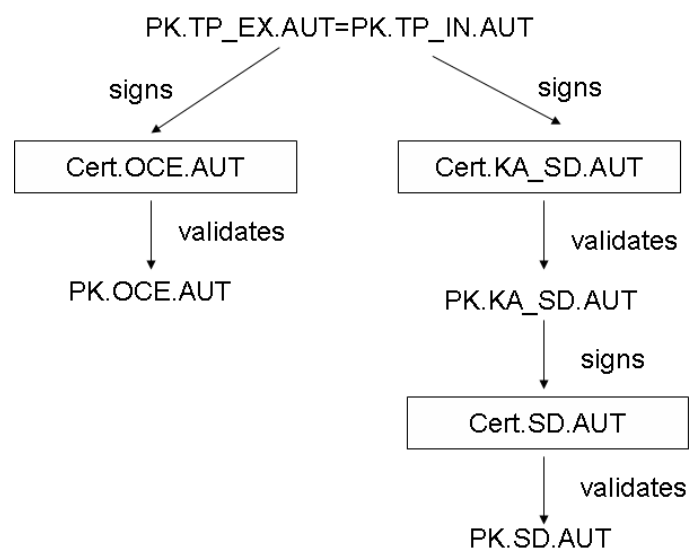 PK.TP_EX.AUT=PK.TP_IN.AUT
signs
signs
Cert.OCE.AUT
Cert.KA_SD.AUT
validates
validates
PK.OCE.AUT
PK.KA_SD.AUT
signs
Cert.SD.AUT
validates
PK.SD.AUT